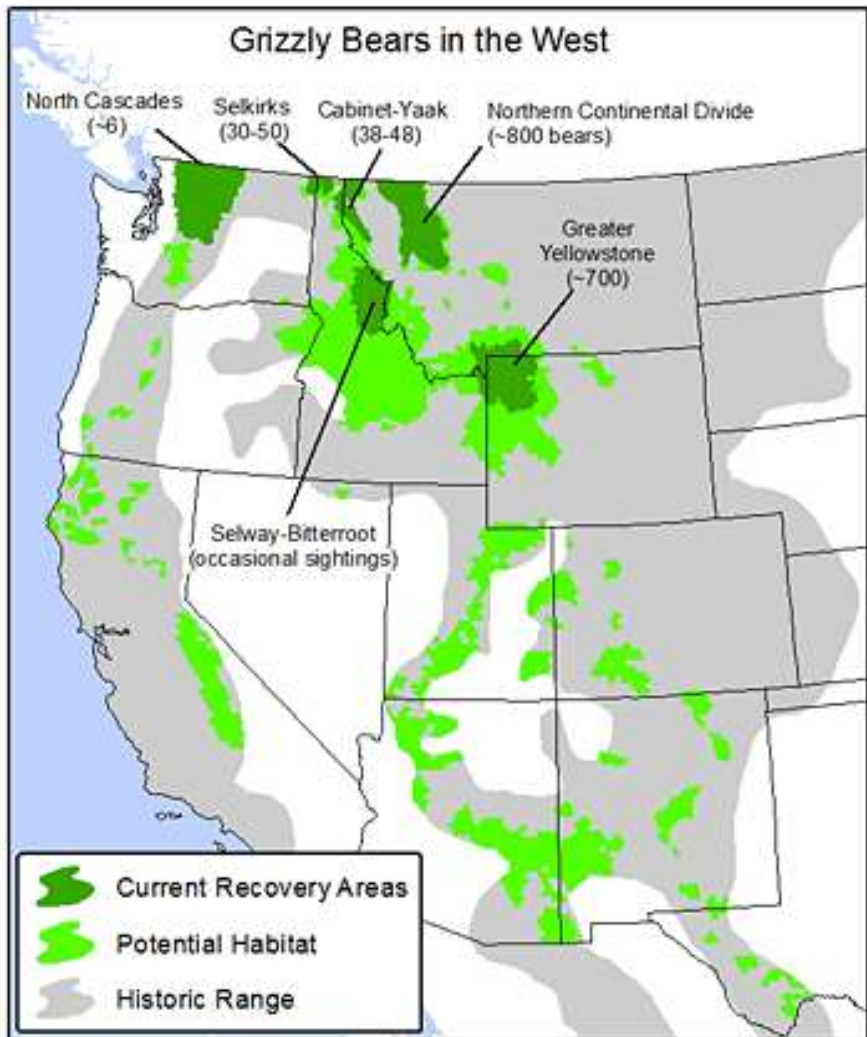 Grizzly Bears in the West
North Cascades
(~6)
Selkirks
(30-50)
Cabinet-Yaak
(38-48)
Northern Continental Divide
(~800 bears)
Greater
Yellowstone
(~700)
Selway-Bitterroot
(occasional sightings)
Current Recovery Areas
Potential Habitat
Historic Range